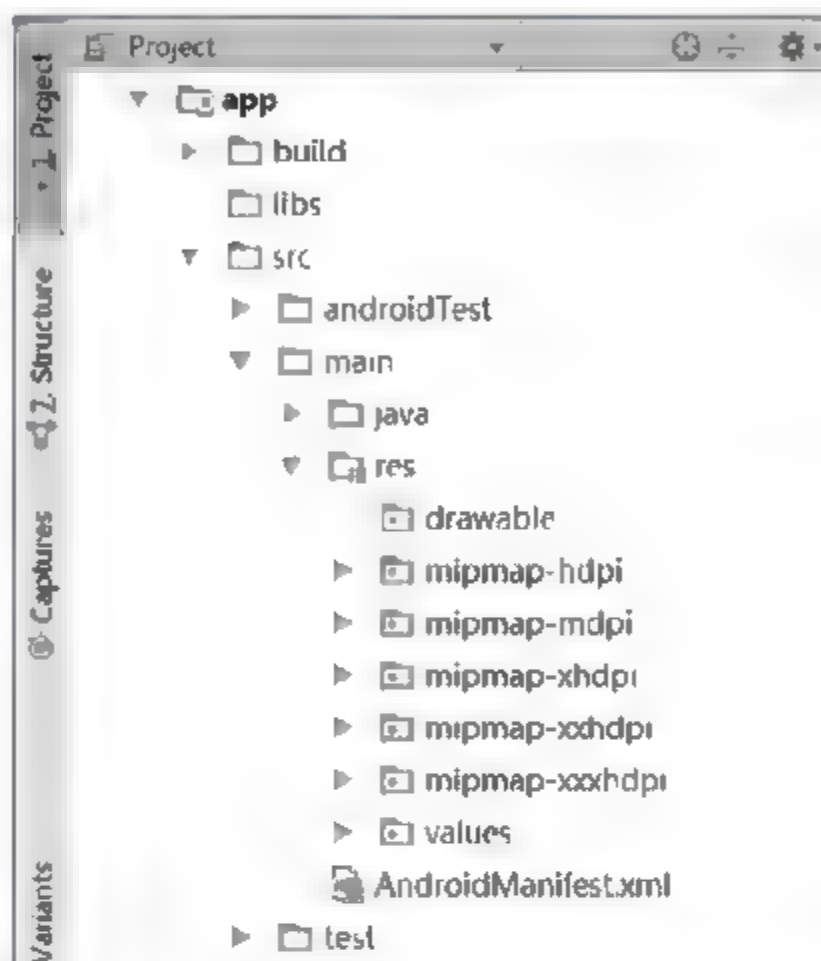 Project
app
build
libs
src
androidTest
main
java
res
drawable
mipmap-hdpi
mipmap-mdpi
mipmap-xhdpi
mipmap-xxhdpi
mipmap-xxxhdpi
values
AndroidManifest.xml
test
1. Project
7. Structure
Captures
Variants